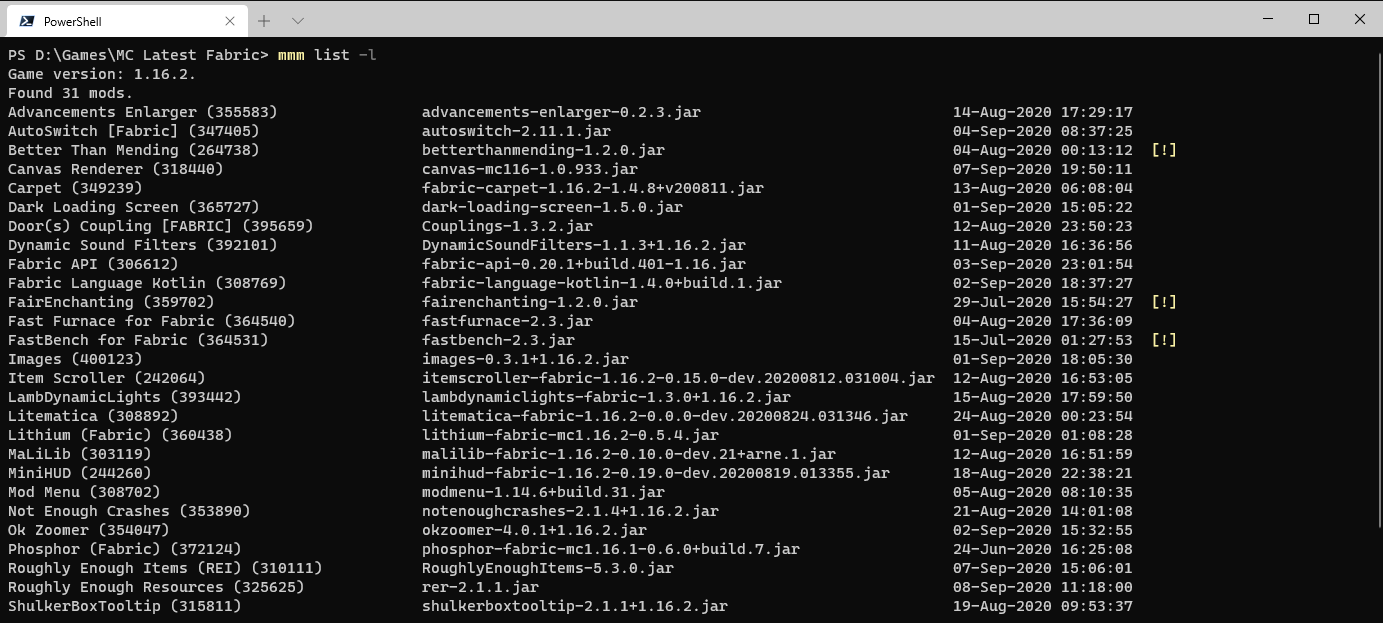 PowerShell
PS D:\Games\MC Latest Fabric> mmm list -l
Game version: 1.16.2.
Found 31 mods.
Advancements Enlarger (355583) advancements-enlarger-0.2.3.jar 14-Aug-2020 17:29:17
AutoSwitch [Fabric] (347405) autoswitch-2.11.1.jar 04-Sep-2020 08:37:25
Better Than Mending (264738) betterthanmending-1.2.0.jar 04-Aug-2020 00:13:12 [!]
Canvas Renderer (318440) canvas-mc116-1.0.933.jar 07-Sep-2020 19:50:11
Carpet (349239) fabric-carpet-1.16.2-1.4.8+v200811.jar 13-Aug-2020 06:08:04
Dark Loading Screen (365727) dark-loading-screen-1.5.0.jar 01-Sep-2020 15:05:22
Door(s) Coupling [FABRIC] (395659) Couplings-1.3.2.jar 12-Aug-2020 23:50:23
Dynamic Sound Filters (392101) DynamicSoundFilters-1.1.3+1.16.2.jar 11-Aug-2020 16:36:56
Fabric API (306612) fabric-api-0.20.1+build.401-1.16.jar 03-Sep-2020 23:01:54
Fabric Language Kotlin (308769) fabric-language-kotlin-1.4.0+build.1.jar 02-Sep-2020 18:37:27
FairEnchanting (359702) fairenchanting-1.2.0.jar 29-Jul-2020 15:54:27 [!]
Fast Furnace for Fabric (364540) fastfurnace-2.3.jar 04-Aug-2020 17:36:09
FastBench for Fabric (364531) fastbench-2.3.jar 15-Jul-2020 01:27:53 [!]
Images (400123) images-0.3.1+1.16.2.jar 01-Sep-2020 18:05:30
Item Scroller (242064) itemscroller-fabric-1.16.2-0.15.0-dev.20200812.031004.jar 12-Aug-2020 16:53:05
LambDynamicLights (393442) lambdynamiclights-fabric-1.3.0+1.16.2.jar 15-Aug-2020 17:59:50
Litematica (308892) litematica-fabric-1.16.2-0.0.0-dev.20200824.031346.jar 24-Aug-2020 00:23:54
Lithium (Fabric) (360438) lithium-fabric-mc1.16.2-0.5.4.jar 01-Sep-2020 01:08:28
MaLiLib (303119) malilib-fabric-1.16.2-0.10.0-dev.21+arne.1.jar 12-Aug-2020 16:51:59
MiniHUD (244260) minihud-fabric-1.16.2-0.19.0-dev.20200819.013355.jar 18-Aug-2020 22:38:21
Mod Menu (308702) modmenu-1.14.6+build.31.jar 05-Aug-2020 08:10:35
Not Enough Crashes (353890) notenoughcrashes-2.1.4+1.16.2.jar 21-Aug-2020 14:01:08
Ok Zoomer (354047) okzoomer-4.0.1+1.16.2.jar 02-Sep-2020 15:32:55
Phosphor (Fabric) (372124) phosphor-fabric-mc1.16.1-0.6.0+build.7.jar 24-Jun-2020 16:25:08
Roughly Enough Items (REI) (310111) RoughlyEnoughItems-5.3.0.jar 07-Sep-2020 15:06:01
Roughly Enough Resources (325625) rer-2.1.1.jar 08-Sep-2020 11:18:00
ShulkerBoxTooltip (315811) shulkerboxtooltip-2.1.1+1.16.2.jar 19-Aug-2020 09:53:37